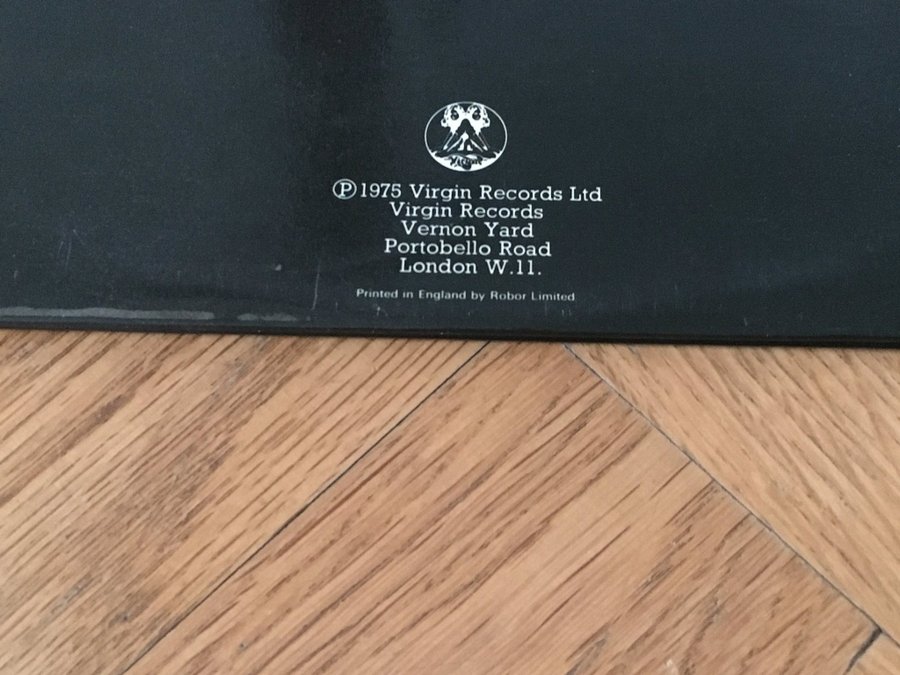 ℗1975 Virgin Records Ltd
Virgin Records
Vernon Yard
Portobello Road
London W.11.
Printed in England by Robor Limited